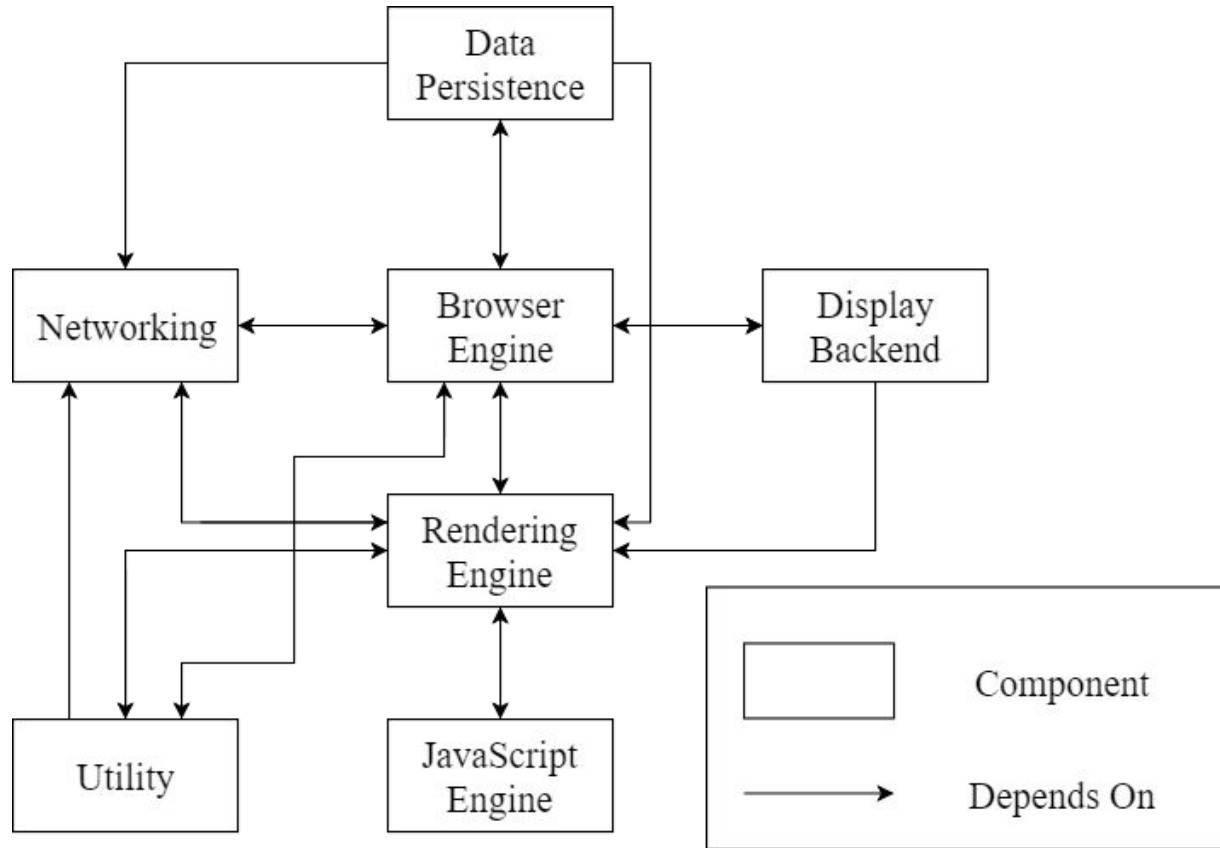 Data
Persistence
Networking
Browser
Engine
Display
Backend
Rendering
Engine
Utility
JavaScript
Engine
Component
Depends On